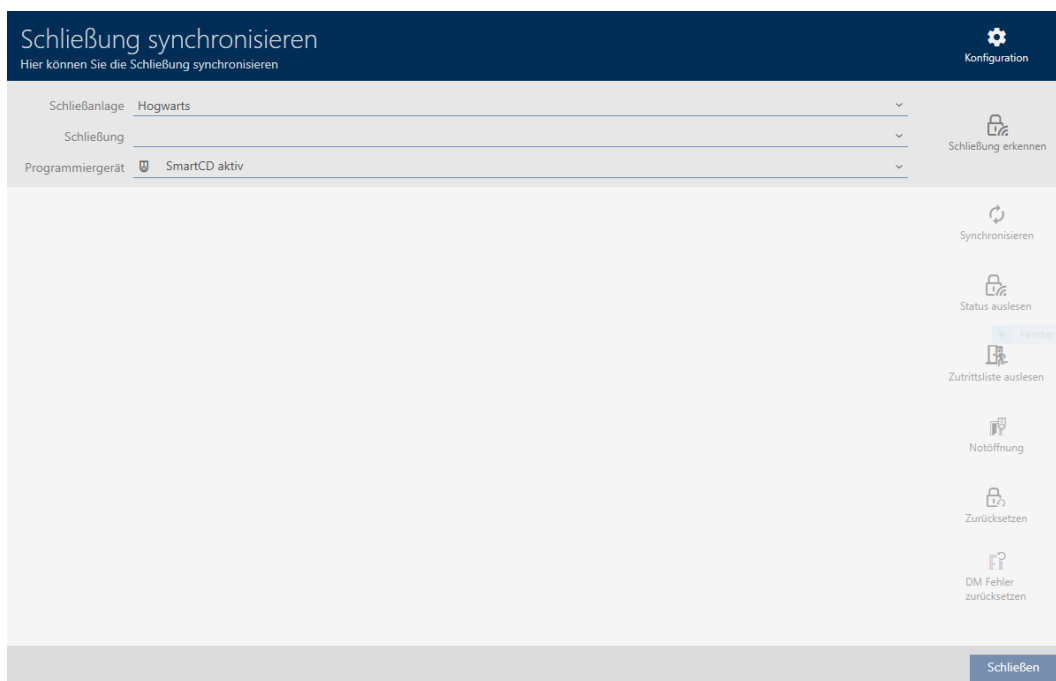 Schließung synchronisieren
Hier können Sie die Schließung synchronisieren
Konfiguration
Schließanlage Hogwarts
Schließung
Programmiergerät SmartCD aktiv
Schließung erkennen
Synchronisieren
Status auslesen
Fenster
Zutrittsliste auslesen
Notöffnung
Zurücksetzen
DM Fehler
zurücksetzen
Schließen